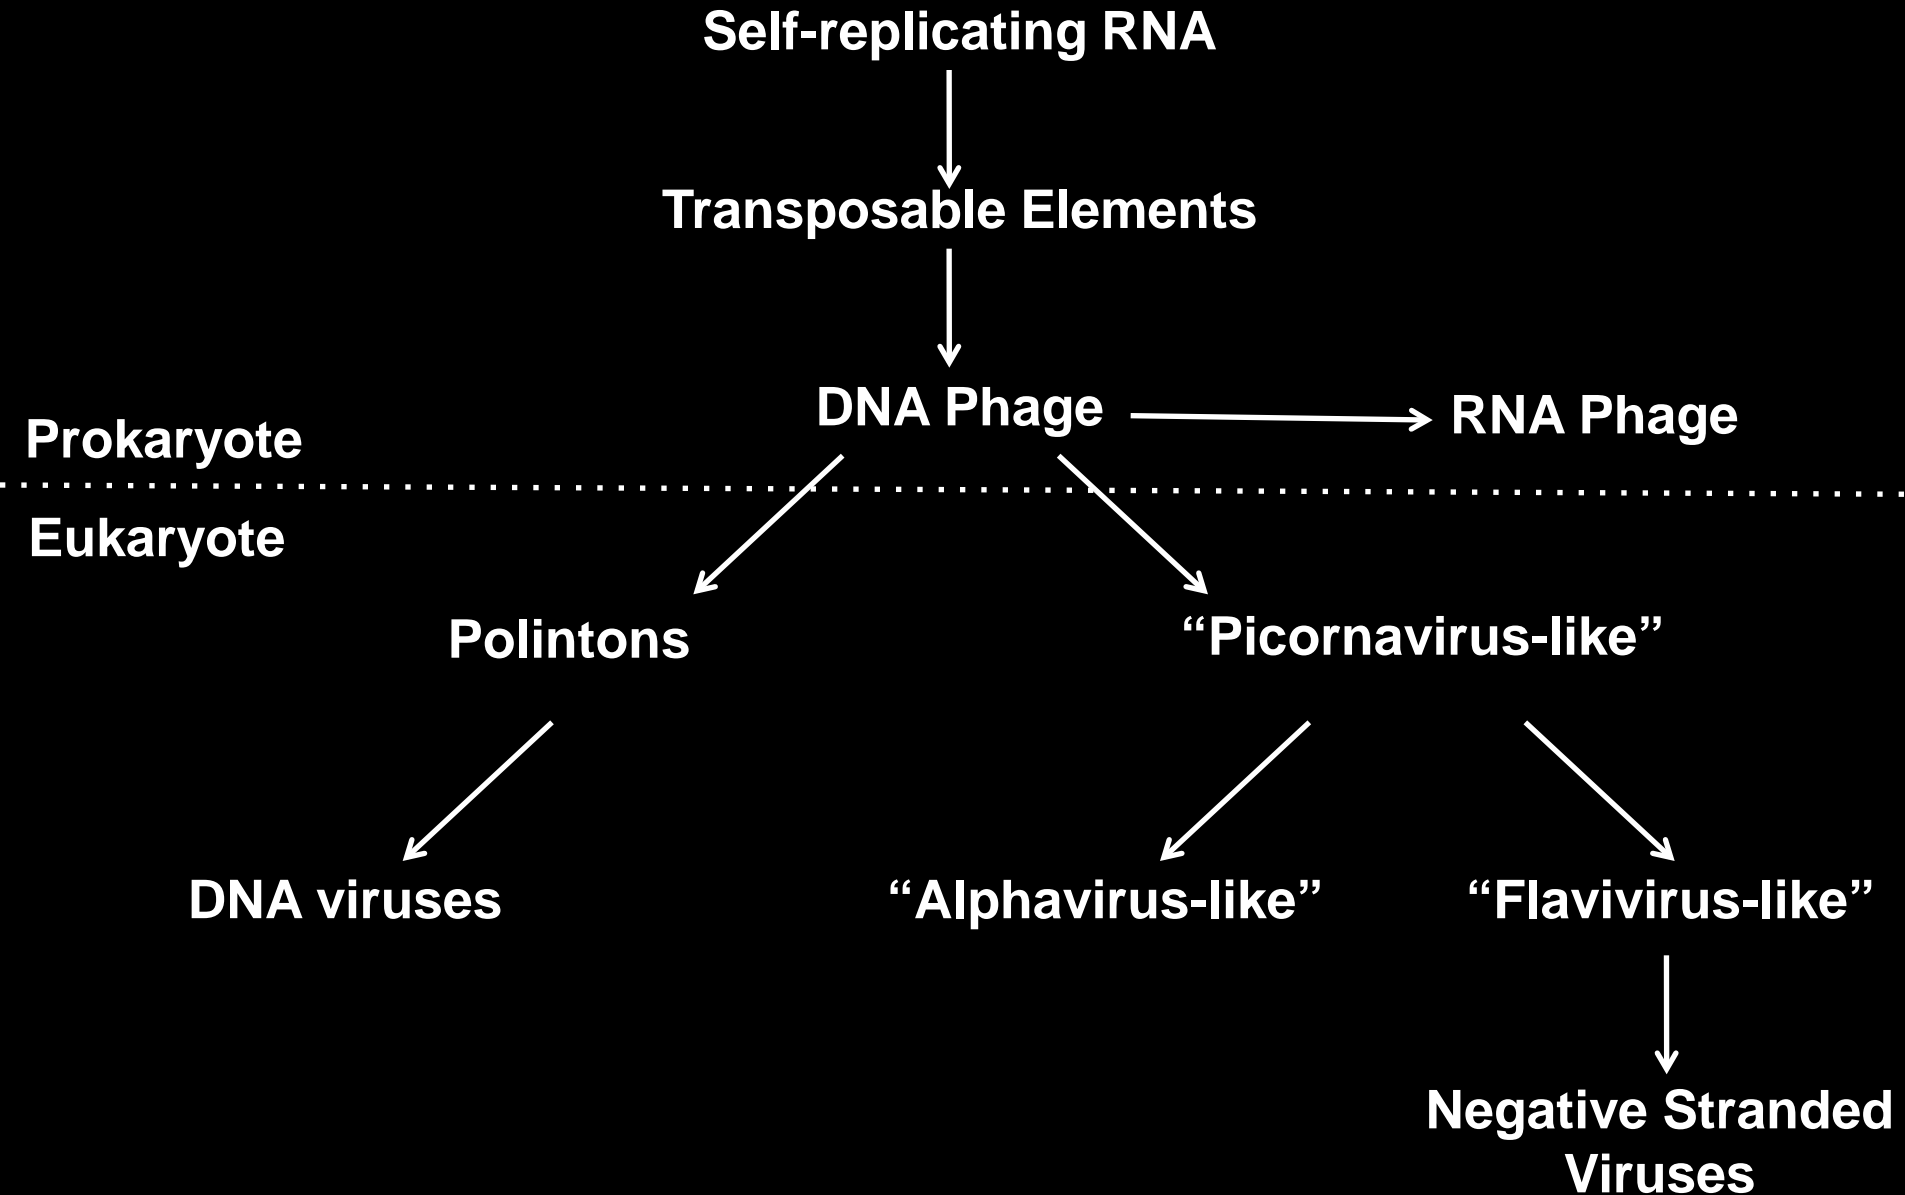 Self-replicating RNA
Transposable Elements
DNA Phage
RNA Phage
Prokaryote
Eukaryote
Polintons
“Picornavirus-like”
DNA viruses
“Alphavirus-like”
“Flavivirus-like”
Negative Stranded
Viruses